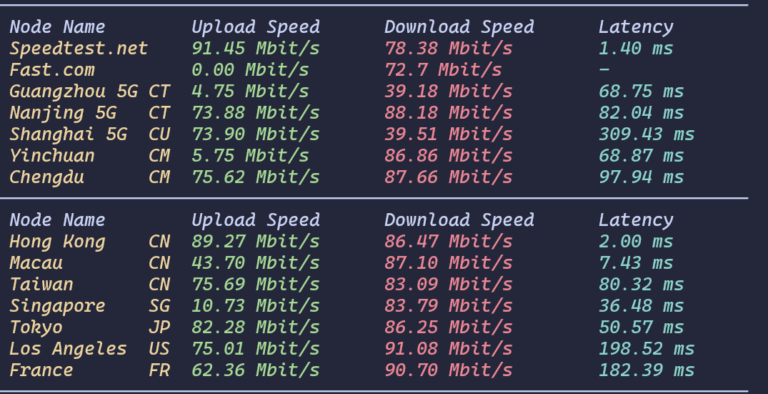 Node Name Upload Speed Download Speed Latency
Speedtest.net 91.45 Mbit/s 78.38 Mbit/s 1.40 ms
Fast.com 0.00 Mbit/s 72.7 Mbit/s -
Guangzhou 5G CT 4.75 Mbit/s 39.18 Mbit/s 68.75 ms
Nanjing 5G CT 73.88 Mbit/s 88.18 Mbit/s 82.04 ms
Shanghai 5G CU 73.90 Mbit/s 39.51 Mbit/s 309.43 ms
Yinchuan CM 5.75 Mbit/s 86.86 Mbit/s 68.87 ms
Chengdu CM 75.62 Mbit/s 87.66 Mbit/s 97.94 ms
Node Name Upload Speed Download Speed Latency
Hong Kong CN 89.27 Mbit/s 86.47 Mbit/s 2.00 ms
Macau CN 43.70 Mbit/s 87.10 Mbit/s 7.43 ms
Taiwan CN 75.69 Mbit/s 83.09 Mbit/s 80.32 ms
Singapore SG 10.73 Mbit/s 83.79 Mbit/s 36.48 ms
Tokyo JP 82.28 Mbit/s 86.25 Mbit/s 50.57 ms
Los Angeles US 75.01 Mbit/s 91.08 Mbit/s 198.52 ms
France FR 62.36 Mbit/s 90.70 Mbit/s 182.39 ms